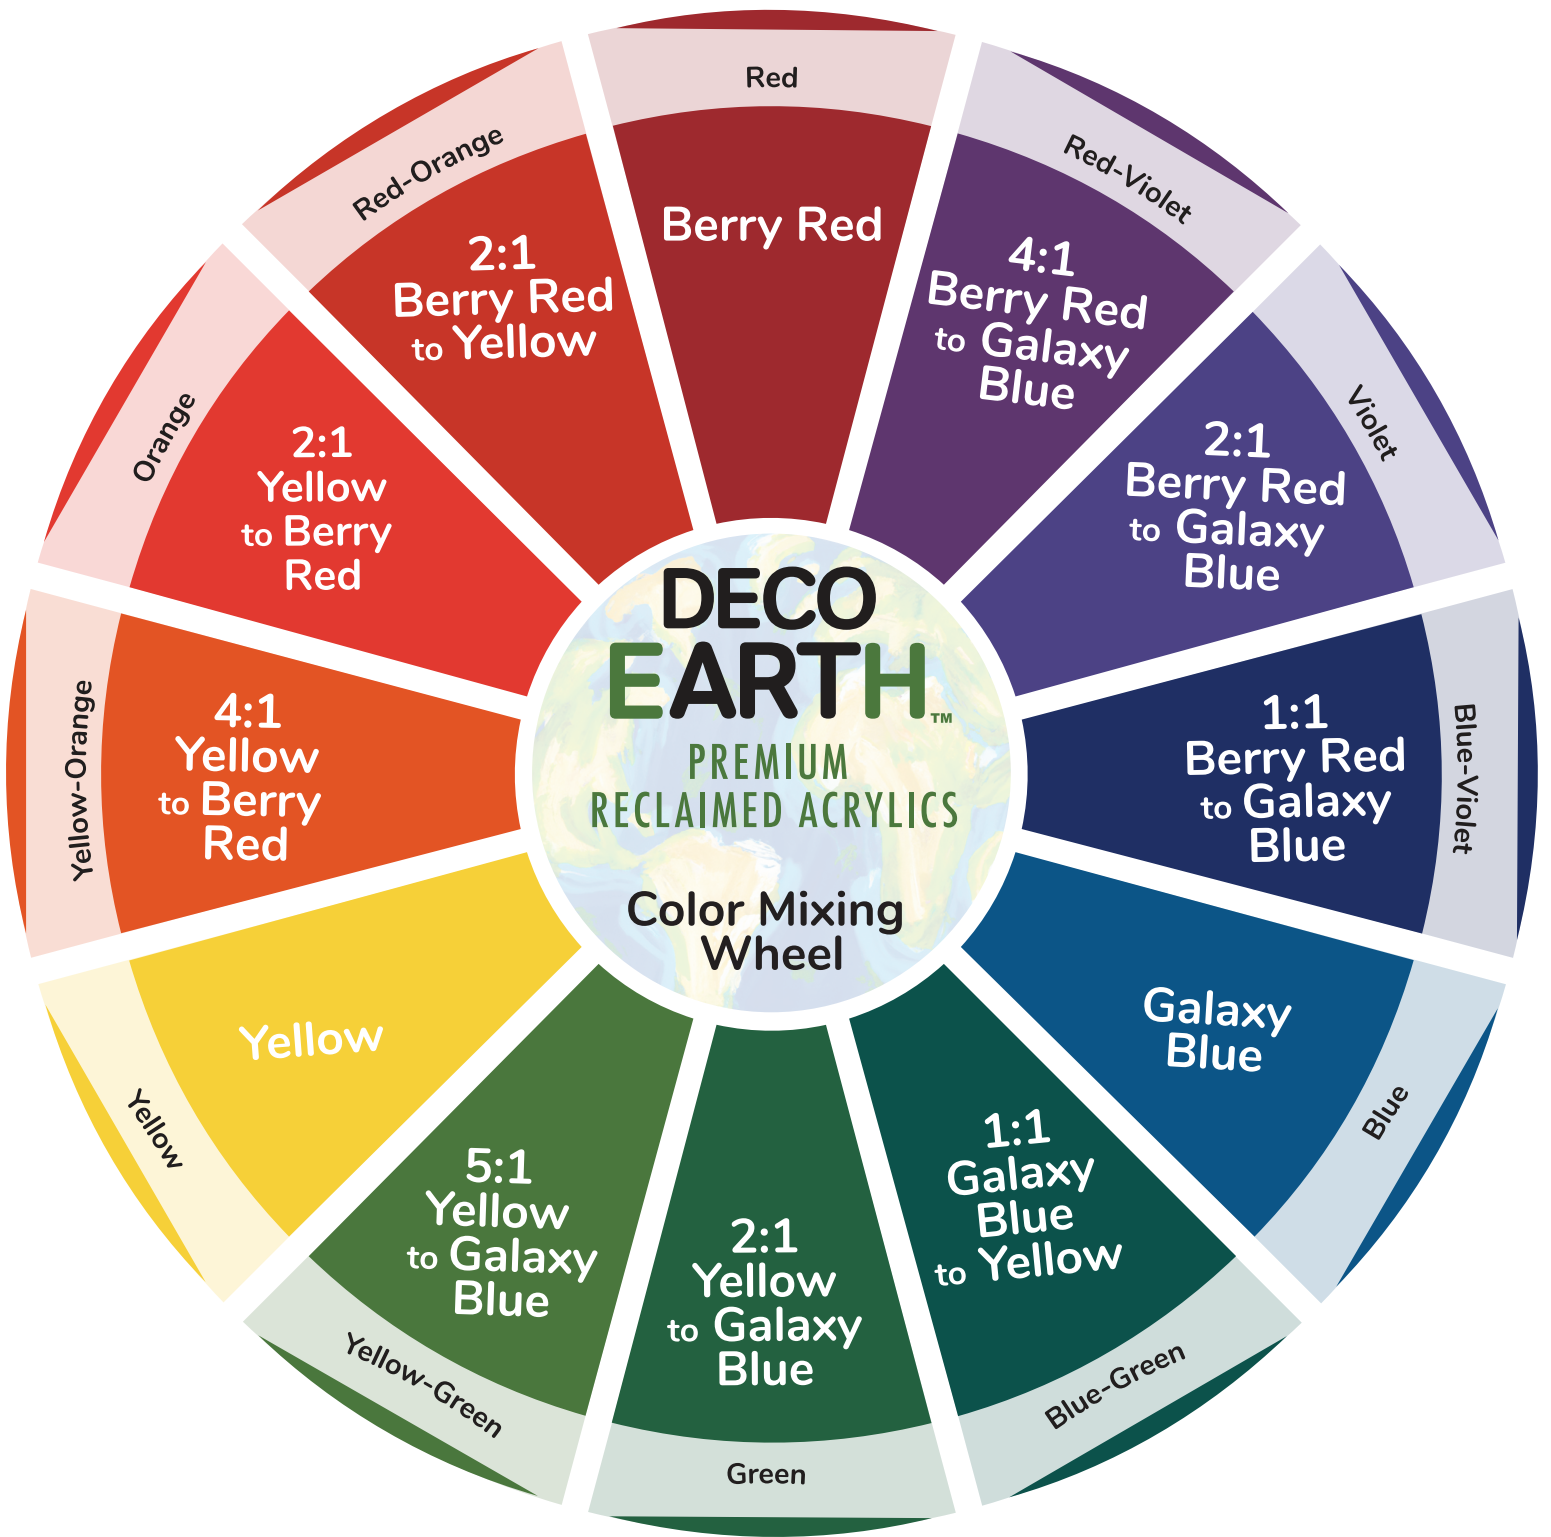 DECO
EARTH™
PREMIUM
RECLAIMED ACRYLICS
Color Mixing
Wheel
Red
Berry Red
Red-Violet
4:1
Berry Red
to Galaxy
Blue
Violet
2:1
Berry Red
to Galaxy
Blue
Blue-Violet
1:1
Berry Red
to Galaxy
Blue
Blue
Galaxy
Blue
Blue-Green
1:1
Galaxy
Blue
to Yellow
Green
2:1
Yellow
to Galaxy
Blue
Yellow-Green
5:1
Yellow
to Galaxy
Blue
Yellow
Yellow
Yellow-Orange
4:1
Yellow
to Berry
Red
Orange
2:1
Yellow
to Berry
Red
Red-Orange
2:1
Berry Red
to Yellow